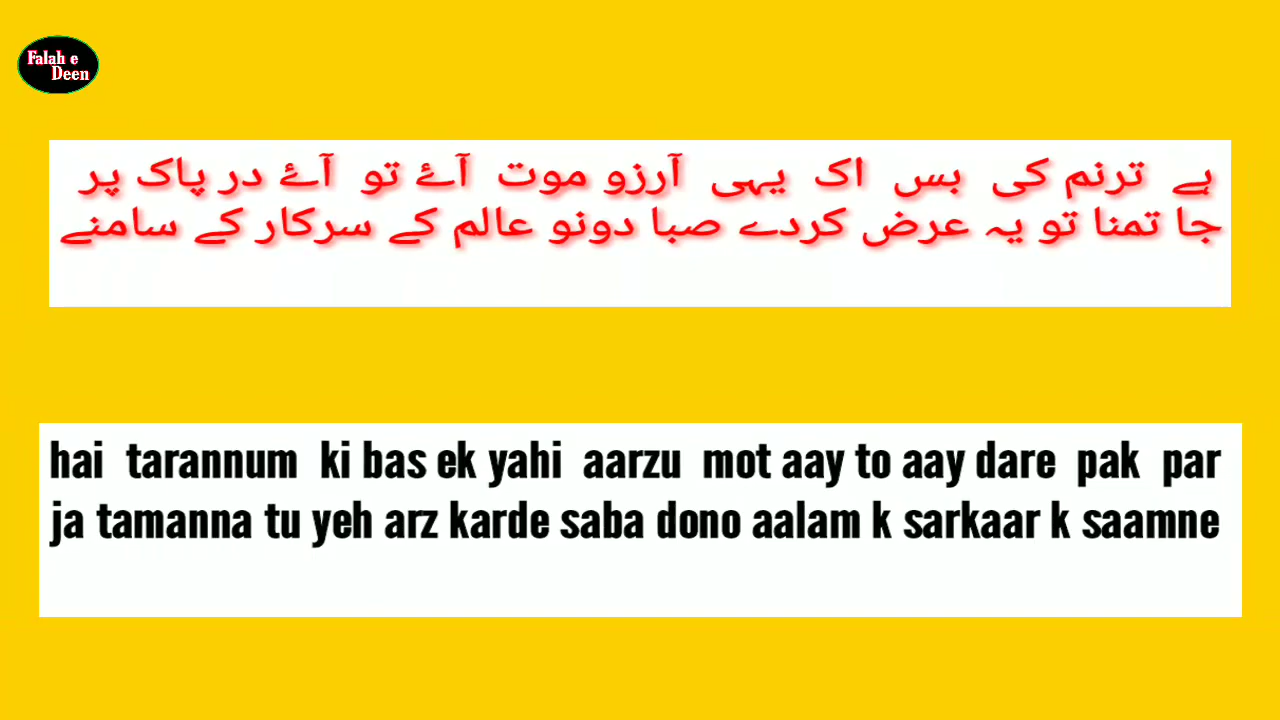 Falah e
Deen
ہے ترنم کی بس اک یہی آرزو موت آۓ تو آۓ در پاک پر
جا تمنا تو یہ عرض کردے صبا دونو عالم کے سرکار کے سامنے
hai tarannum ki bas ek yahi aarzu mot aay to aay dare pak par
ja tamanna tu yeh arz karde saba dono aalam k sarkaar k saamne